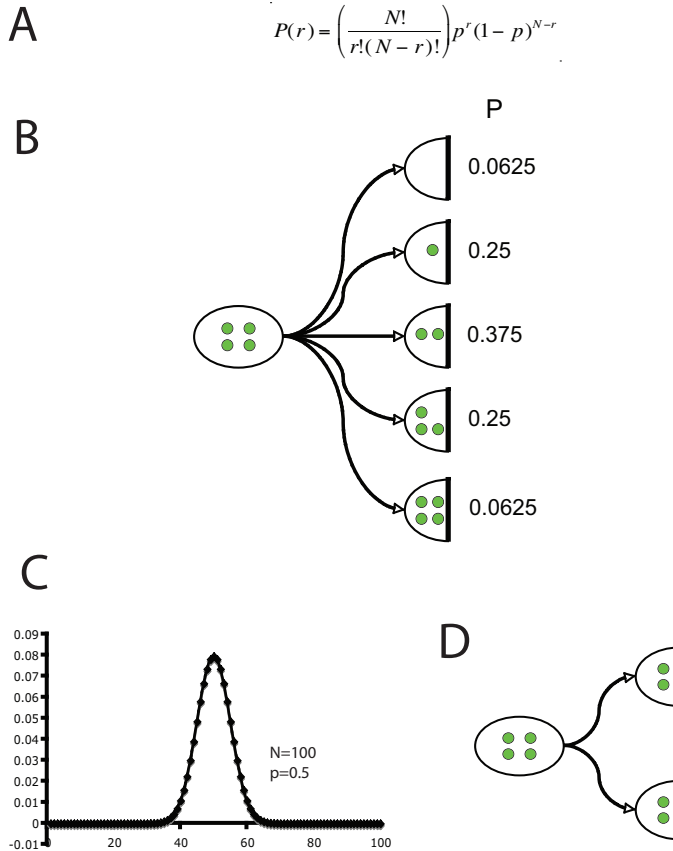 A
P(r) = (N! / r!(N − r)!) p^r (1 − p)^{N−r}
B
P
0.0625
0.25
0.375
0.25
0.0625
C
0.09
0.08
0.07
0.06
0.05
0.04
0.03
0.02
0.01
0
-0.01
N=100
p=0.5
0 20 40 60 80 100
D